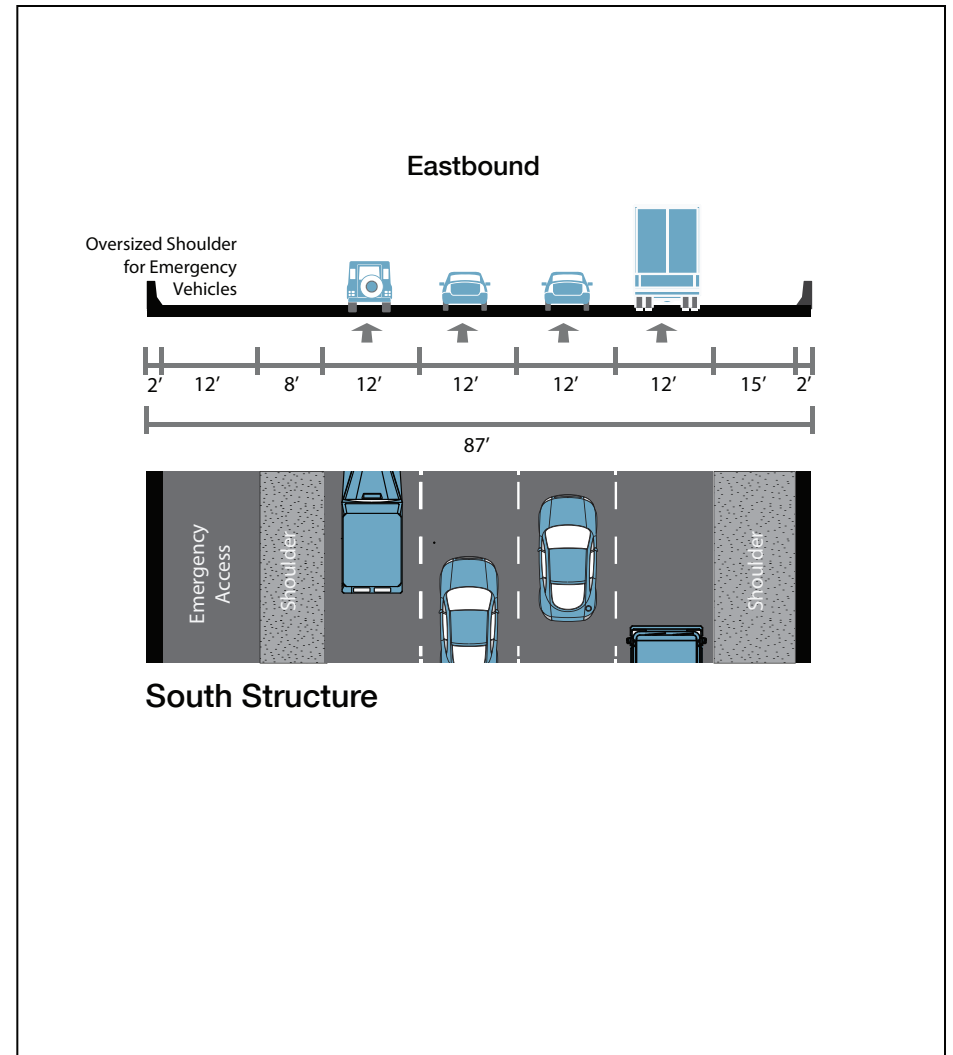 Eastbound
Oversized Shoulder
for Emergency
Vehicles
2’ 12’ 8’ 12’ 12’ 12’ 12’ 15’ 2’
87’
Emergency
Access
Shoulder
Shoulder
South Structure